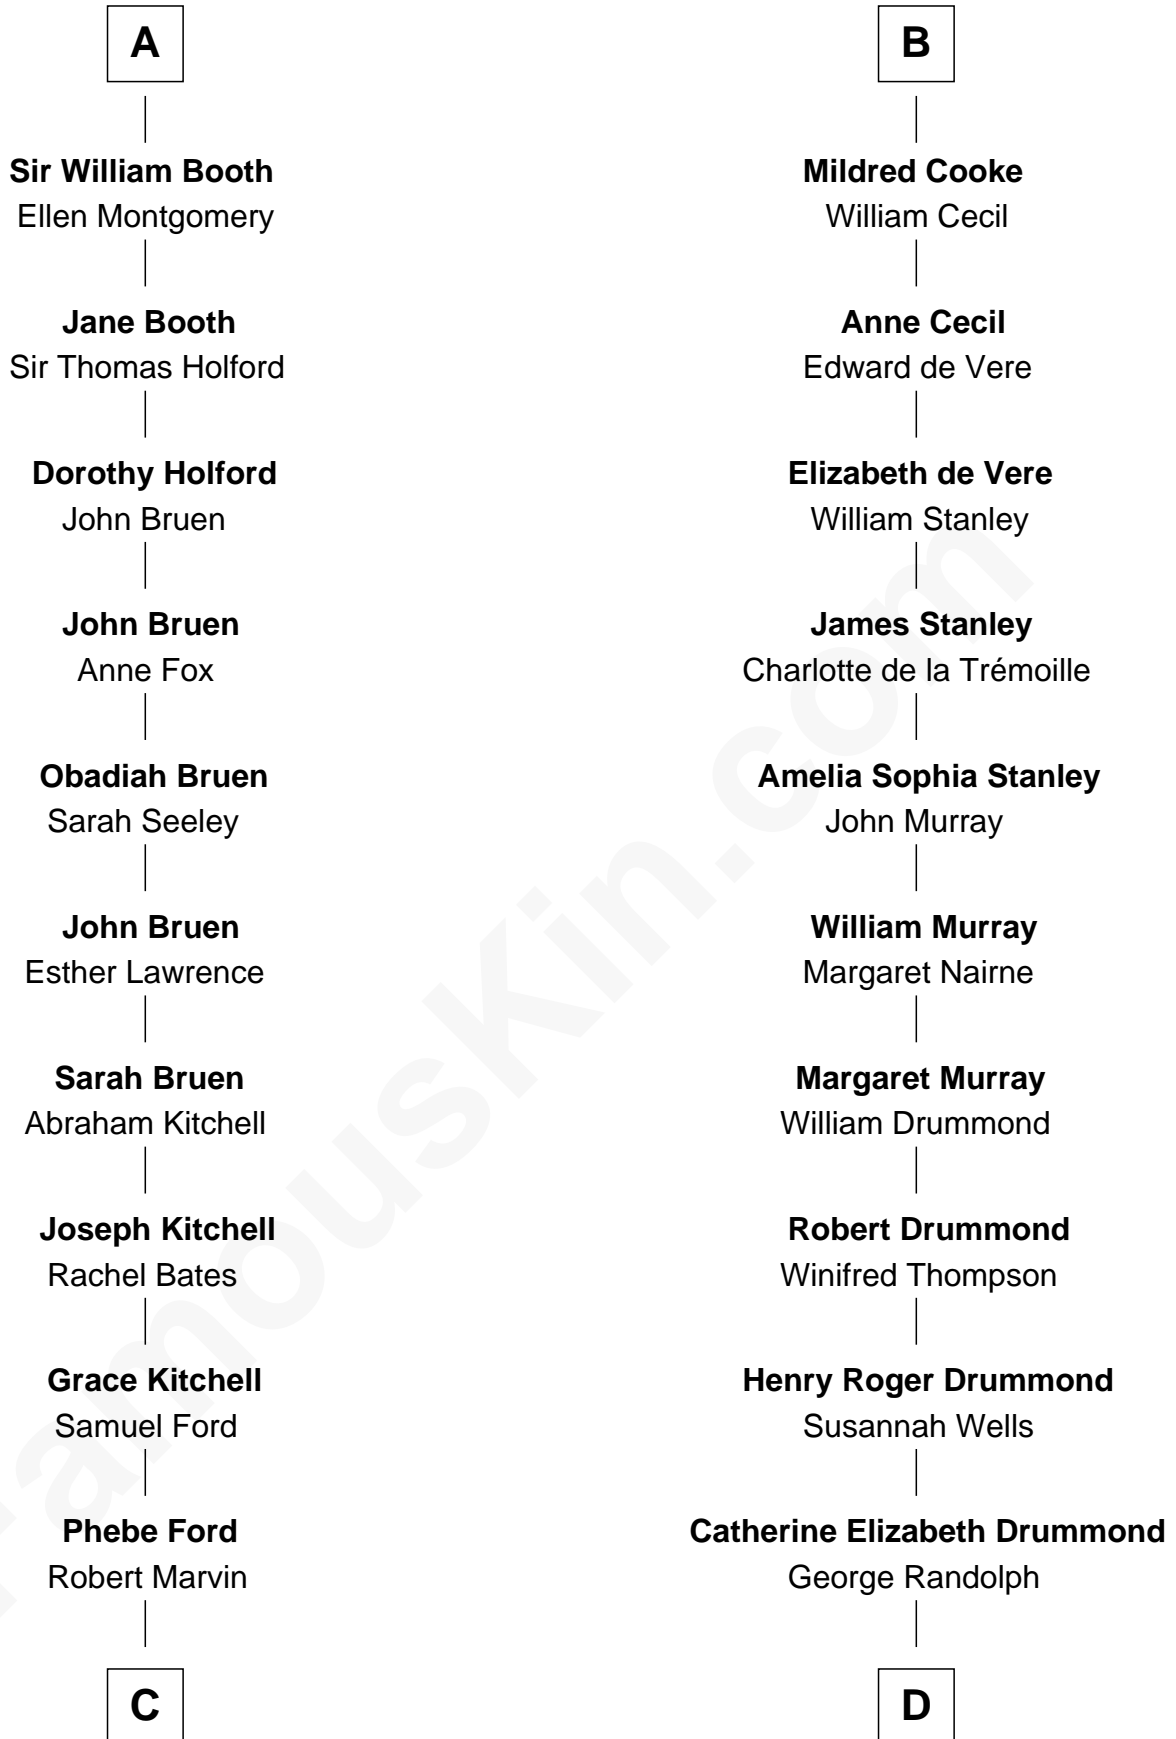 A
Sir William Booth
Ellen Montgomery
Jane Booth
Sir Thomas Holford
Dorothy Holford
John Bruen
John Bruen
Anne Fox
Obadiah Bruen
Sarah Seeley
John Bruen
Esther Lawrence
Sarah Bruen
Abraham Kitchell
Joseph Kitchell
Rachel Bates
Grace Kitchell
Samuel Ford
Phebe Ford
Robert Marvin
C
B
Mildred Cooke
William Cecil
Anne Cecil
Edward de Vere
Elizabeth de Vere
William Stanley
James Stanley
Charlotte de la Trémoille
Amelia Sophia Stanley
John Murray
William Murray
Margaret Nairne
Margaret Murray
William Drummond
Robert Drummond
Winifred Thompson
Henry Roger Drummond
Susannah Wells
Catherine Elizabeth Drummond
George Randolph
D
FamousKin.com